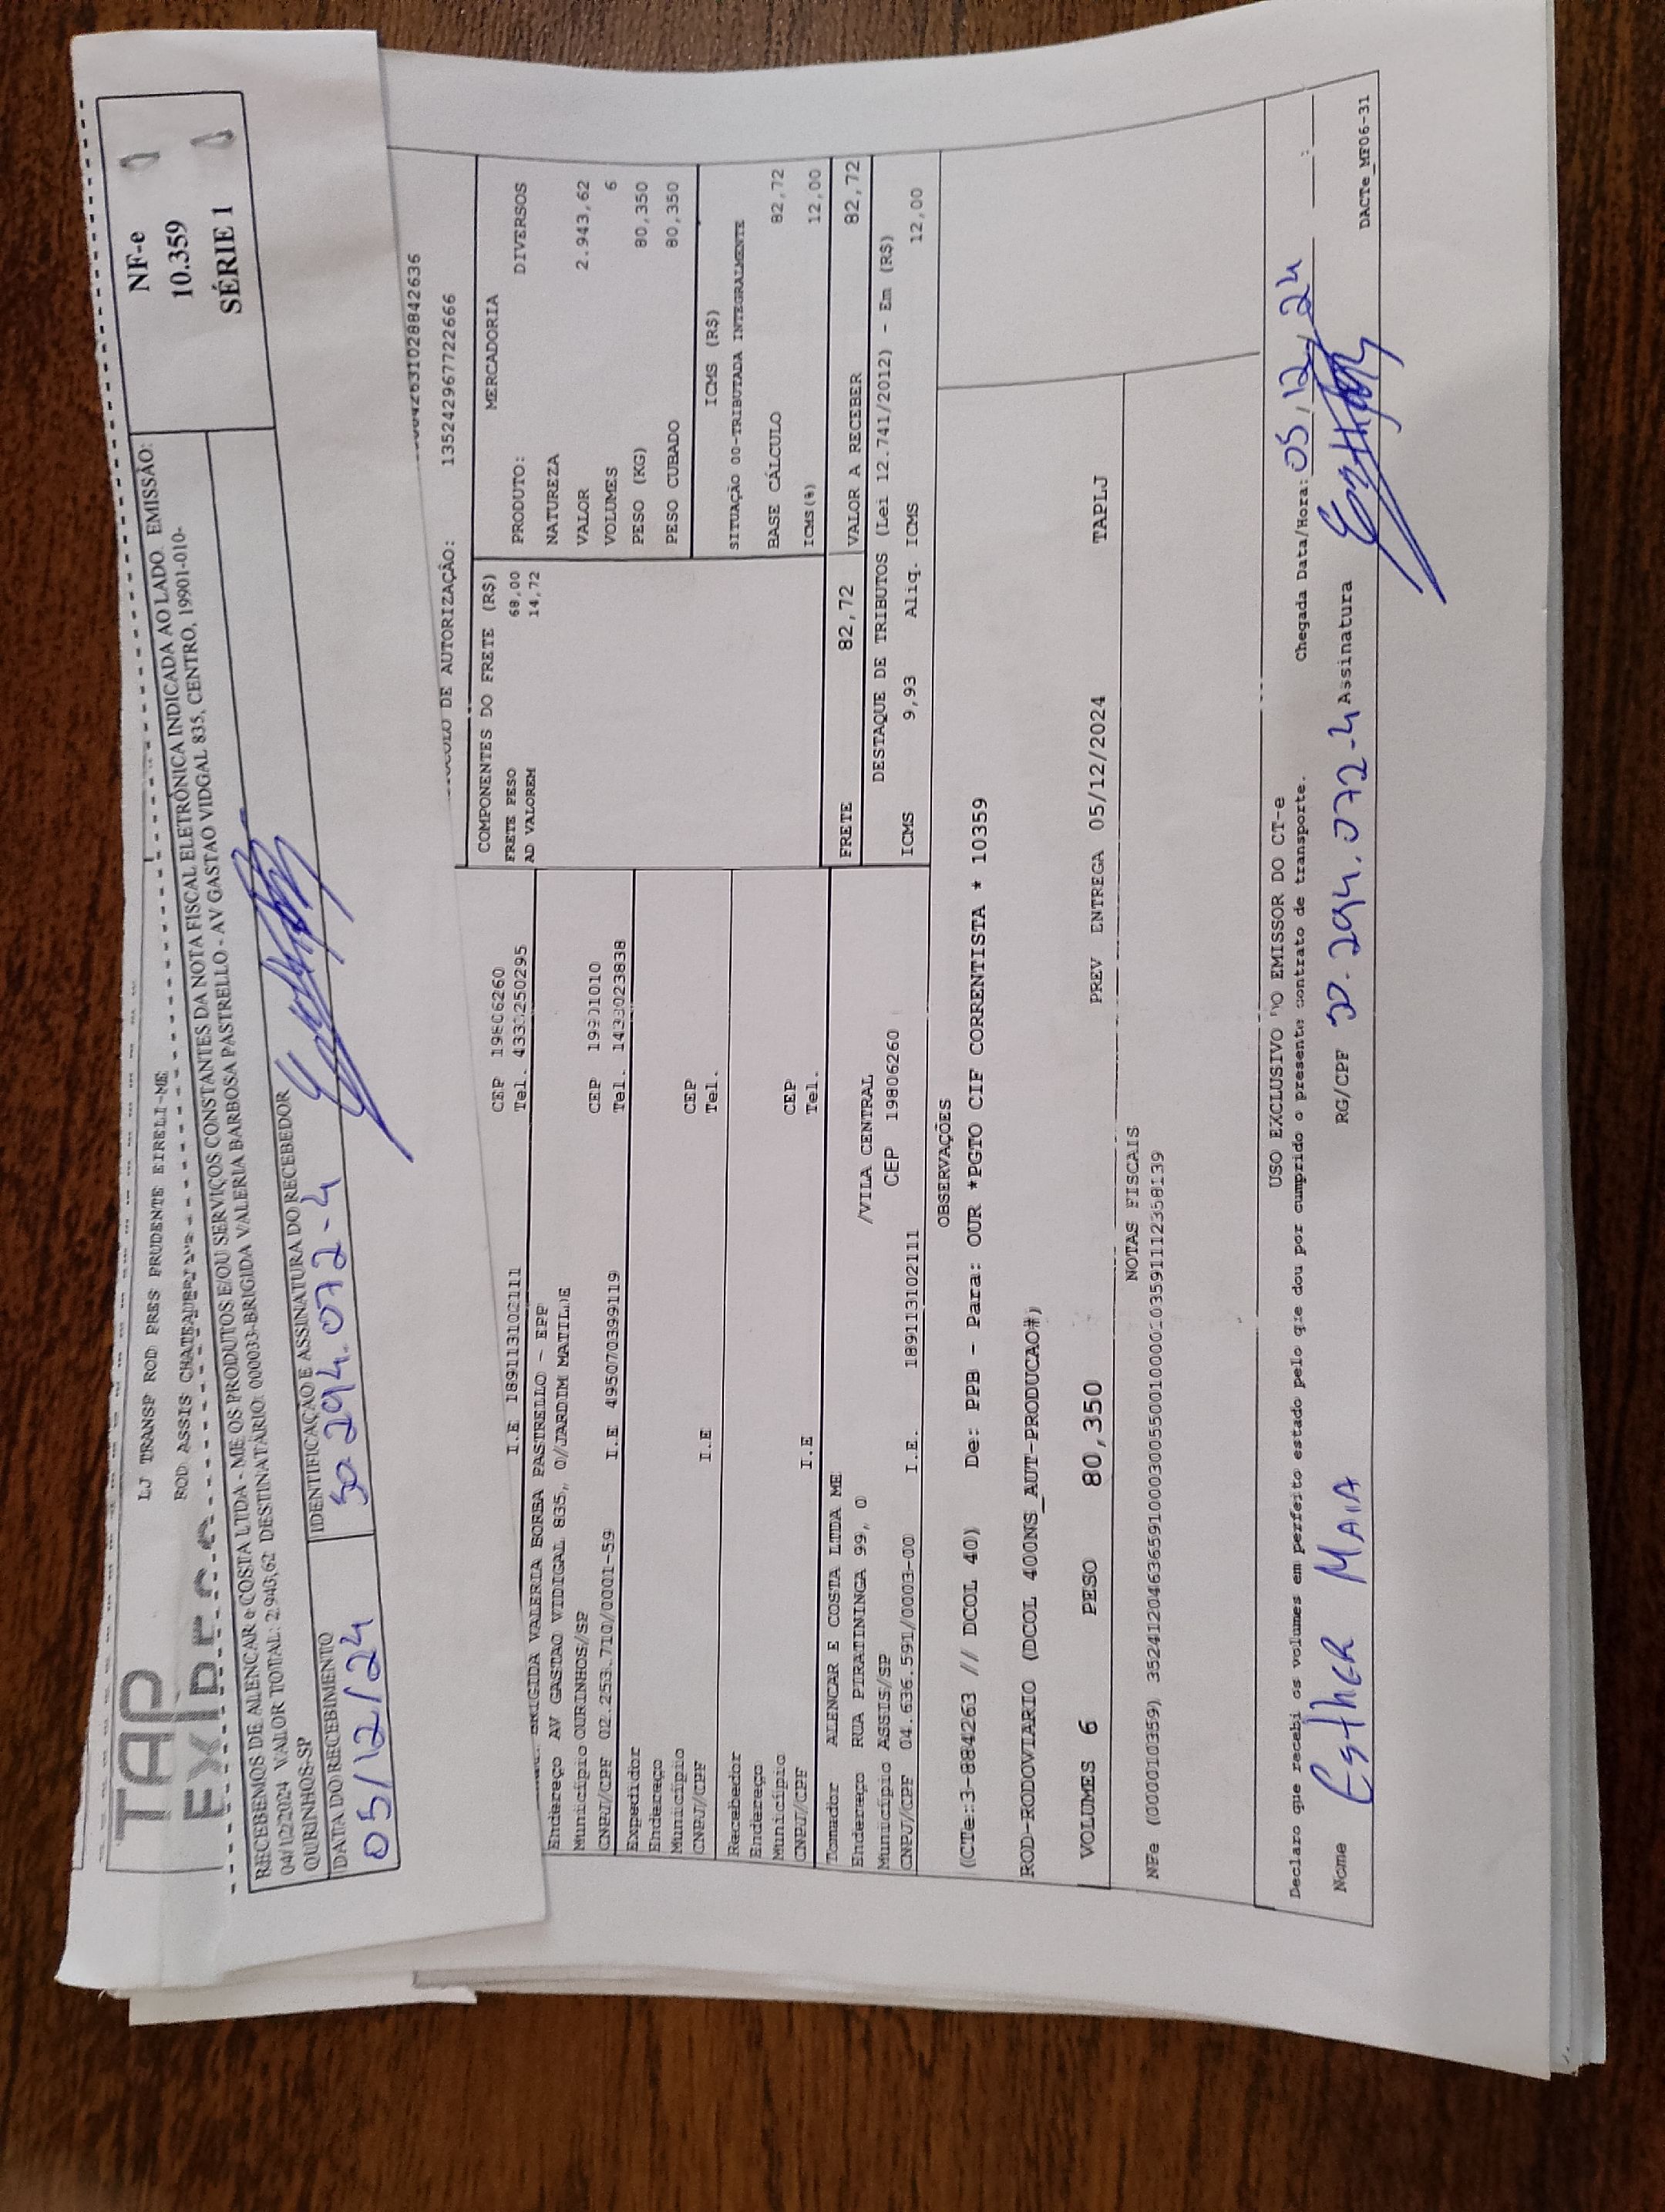 TAP
LJ TRANSP ROD PRES PRUDENTE EIRELI-ME
ROD ASSIS
RECEBEMOS DE ALENCAR e COSTA LTDA - ME OS PRODUTOS E/OU SERVIÇOS CONSTANTES DA NOTA FISCAL ELETRÔNICA INDICADA AO LADO. EMISSÃO:
04/12/2024 VALOR TOTAL: 2.943,62 DESTINATÁRIO: 000033-BRIGIDA VALERIA BARBOSA PASTRELLO - AV GASTAO VIDGAL 835, CENTRO, 19901-010-
OURINHOS-SP
DATA DO RECEBIMENTO
IDENTIFICAÇÃO E ASSINATURA DO RECEBEDOR
05/12/24
50.294.072-4
NF-e
10.359
SÉRIE 1
DE AUTORIZAÇÃO: 135242967722666
I.E 189113102111
CEP 19806260
Tel. 4333250295
BRIGIDA VALERIA BORBA PASTRELLO - EPP
Endereço AV GASTAO VIDIGAL 835,, 0/JARDIM MATILDE
Município OURINHOS/SP CEP 19901010
CNPJ/CPF 02.253.710/0001-59 I.E 495070399119 Tel. 1433023838
Expedidor
Endereço
Município CEP
CNPJ/CPF I.E Tel.
Recebedor
Endereço
Município CEP
CNPJ/CPF I.E Tel.
Tomador ALENCAR E COSTA LTDA ME
Endereço RUA PIRATININGA 99, 0 /VILA CENTRAL
Município ASSIS/SP CEP 19806260
CNPJ/CPF 04.636.591/0003-00 I.E. 189113102111
COMPONENTES DO FRETE (R$)
FRETE PESO 68,00
AD VALOREM 14,72
FRETE 82,72
MERCADORIA
PRODUTO: DIVERSOS
NATUREZA
VALOR 2.943,62
VOLUMES 6
PESO (KG) 80,350
PESO CUBADO 80,350
ICMS (R$)
SITUAÇÃO 00-TRIBUTADA INTEGRALMENTE
BASE CÁLCULO 82,72
ICMS(%) 12,00
VALOR A RECEBER 82,72
DESTAQUE DE TRIBUTOS (Lei 12.741/2012) - Em (R$)
ICMS 9,93 Aliq. ICMS 12,00
OBSERVAÇÕES
(CTe:3-884263 // DCOL 40) De: PPB - Para: OUR *PGTO CIF CORRENTISTA * 10359
ROD-RODOVIARIO (DCOL 400NS_AUT-PRODUCAO#)
VOLUMES 6 PESO 80,350 PREV ENTREGA 05/12/2024 TAPLJ
NOTAS FISCAIS
NFe (000010359) 35241204636591000300550010000103591112358139
USO EXCLUSIVO DO EMISSOR DO CT-e
Declaro que recebi os volumes em perfeito estado pelo que dou por cumprido o presente contrato de transporte. Chegada Data/Hora: 05/12/24 :
Nome Esther MAIA RG/CPF 50.294.072-4 Assinatura
DACTe_MF06-31